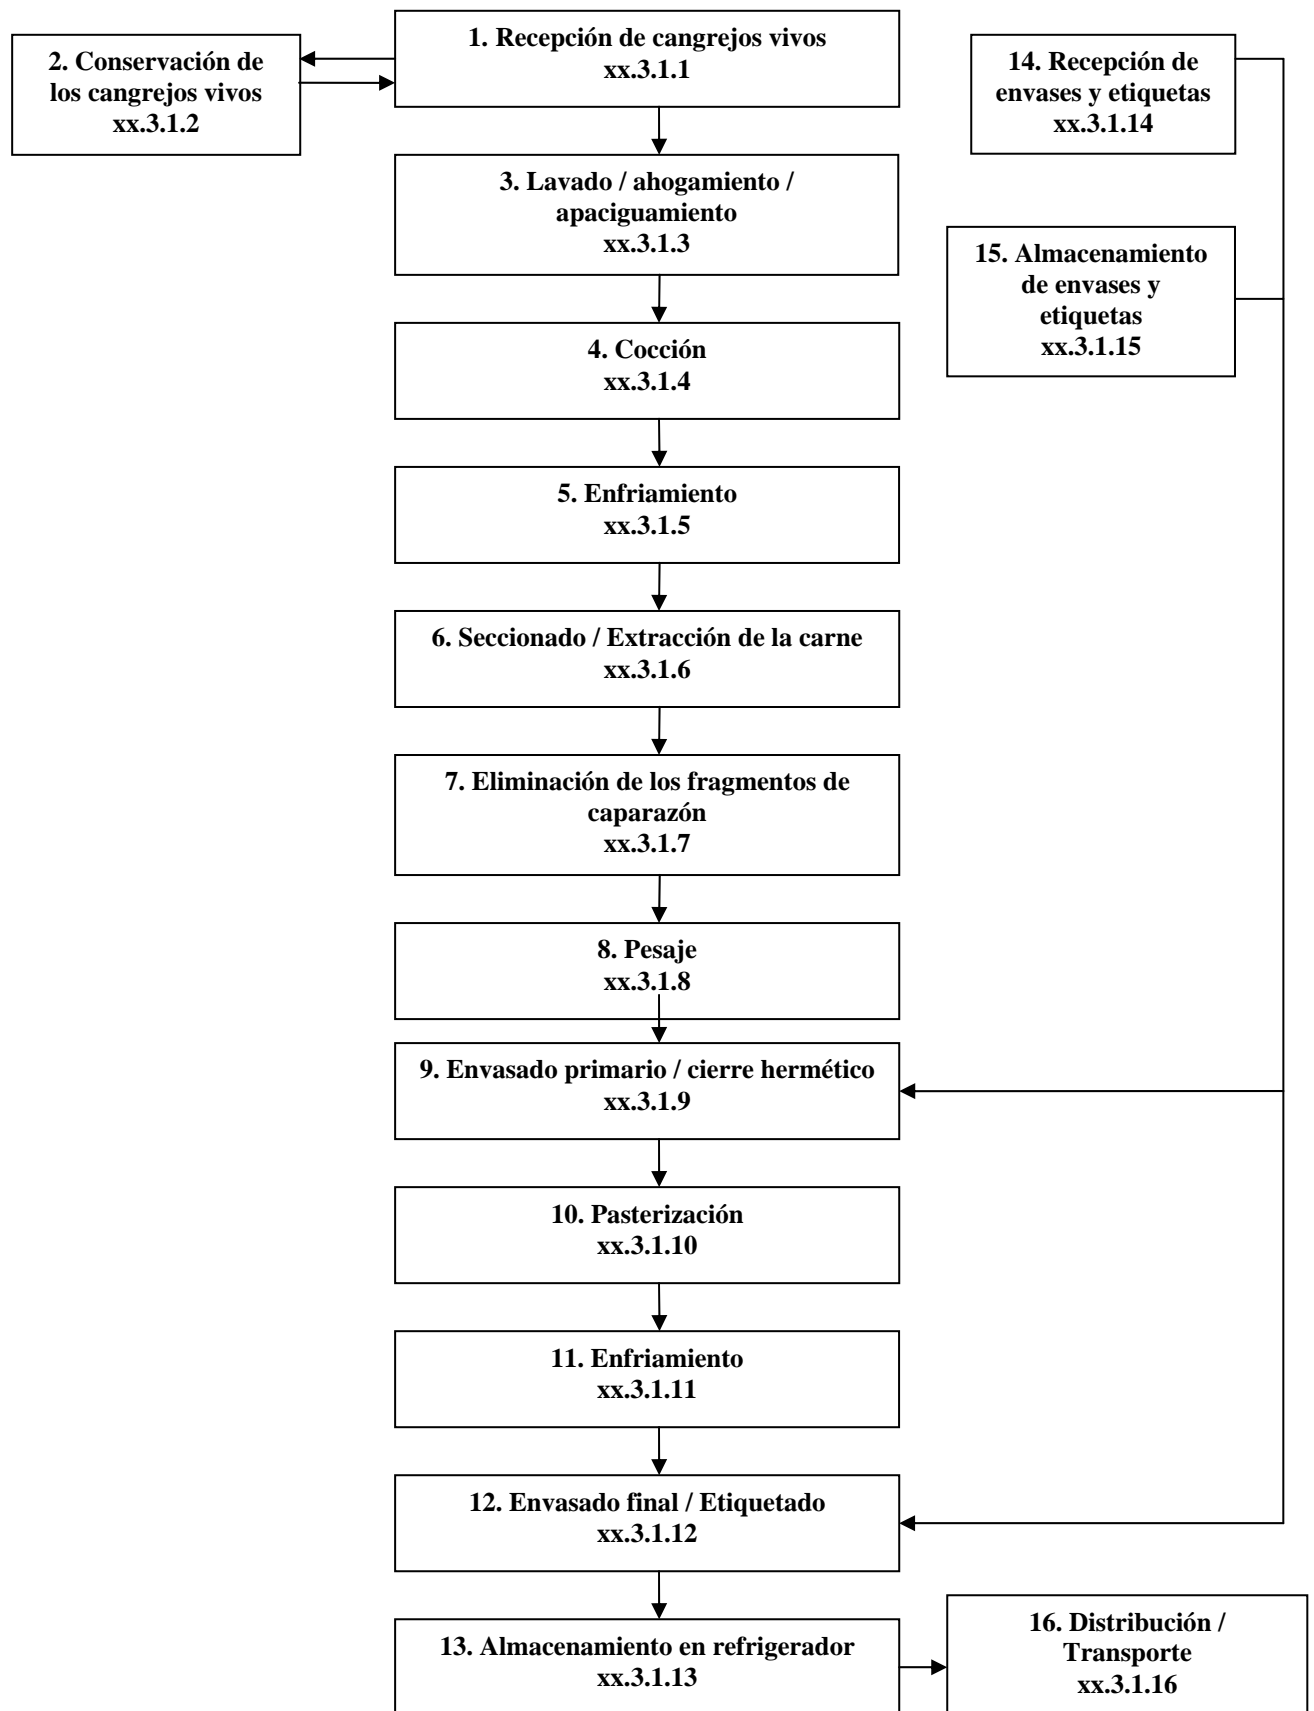 1. Recepción de cangrejos vivos
xx.3.1.1
2. Conservación de
los cangrejos vivos
xx.3.1.2
14. Recepción de
envases y etiquetas
xx.3.1.14
3. Lavado / ahogamiento /
apaciguamiento
xx.3.1.3
15. Almacenamiento
de envases y
etiquetas
xx.3.1.15
4. Cocción
xx.3.1.4
5. Enfriamiento
xx.3.1.5
6. Seccionado / Extracción de la carne
xx.3.1.6
7. Eliminación de los fragmentos de
caparazón
xx.3.1.7
8. Pesaje
xx.3.1.8
9. Envasado primario / cierre hermético
xx.3.1.9
10. Pasterización
xx.3.1.10
11. Enfriamiento
xx.3.1.11
12. Envasado final / Etiquetado
xx.3.1.12
13. Almacenamiento en refrigerador
xx.3.1.13
16. Distribución /
Transporte
xx.3.1.16